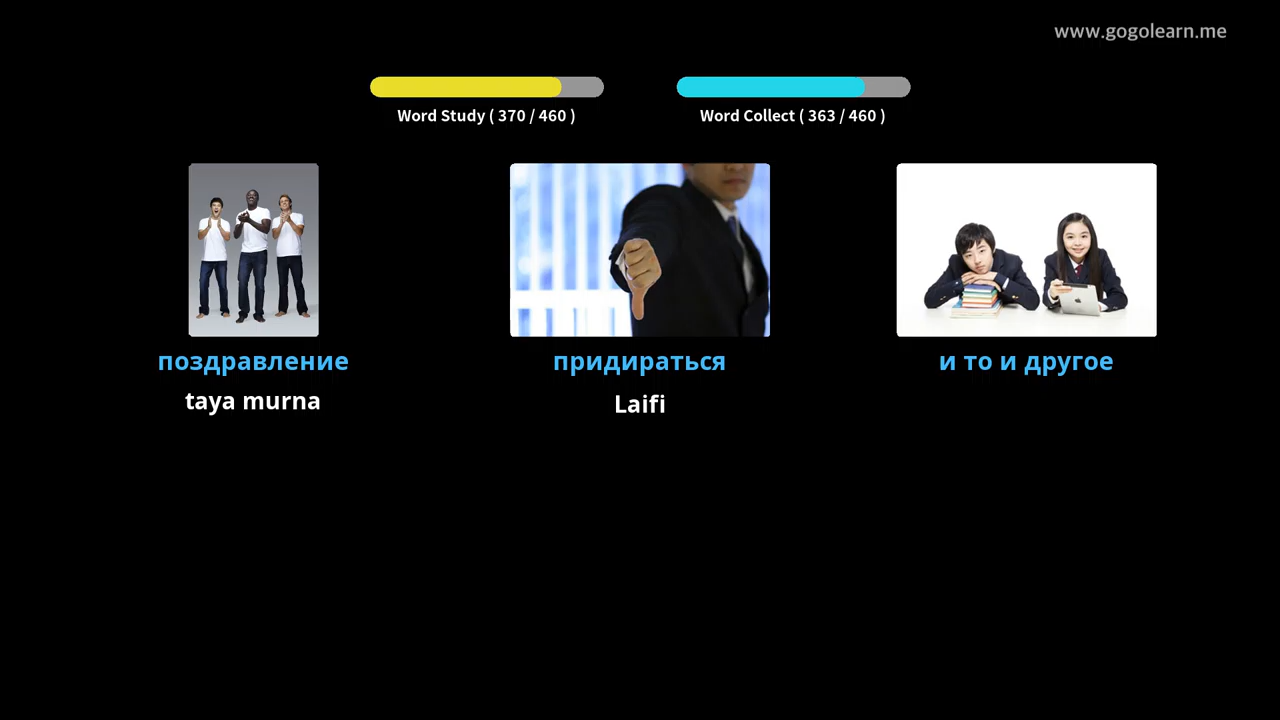 www.gogolearn.me
Word Study ( 370 / 460 )
Word Collect ( 363 / 460 )
поздравление
taya murna
придираться
Laifi
и то и другое